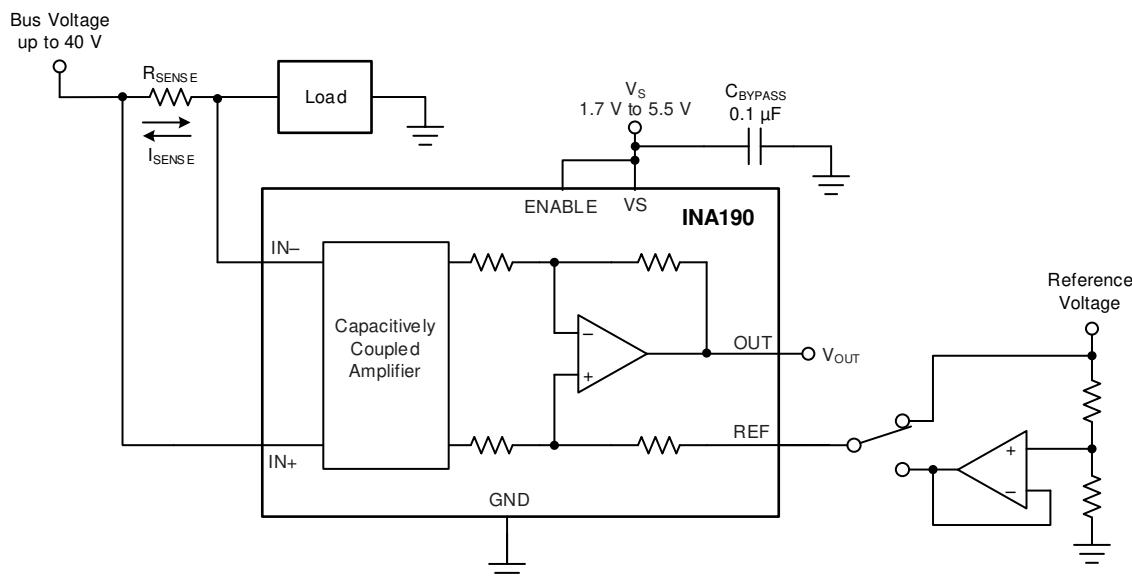 Bus Voltage
up to 40 V
RSENSE
ISENSE
Load
VS
1.7 V to 5.5 V
CBYPASS
0.1 µF
ENABLE
VS
INA190
IN–
Capacitively
Coupled
Amplifier
–
+
OUT
VOUT
REF
IN+
GND
Reference
Voltage
+
–